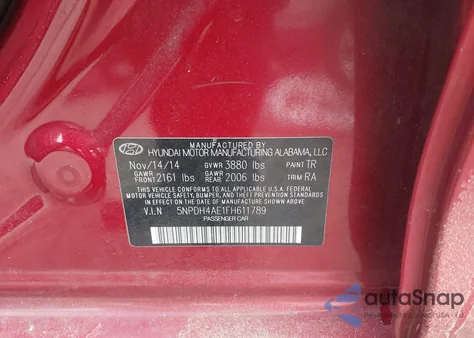 MANUFACTURED BY
HYUNDAI MOTOR MANUFACTURING ALABAMA, LLC
Nov/14/14 GVWR 3880 lbs PAINT TR
GAWR FRONT 2161 lbs GAWR REAR 2006 lbs TRIM RA
THIS VEHICLE CONFORMS TO ALL APPLICABLE FEDERAL
MOTOR VEHICLE SAFETY, BUMPER, AND THEFT PREVENTION STANDARDS
IN EFFECT ON THE DATE OF MANUFACTURE SHOWN ABOVE.
V.I.N 5NPDH4AE1FH611789
PASSENGER CAR
autoSnap